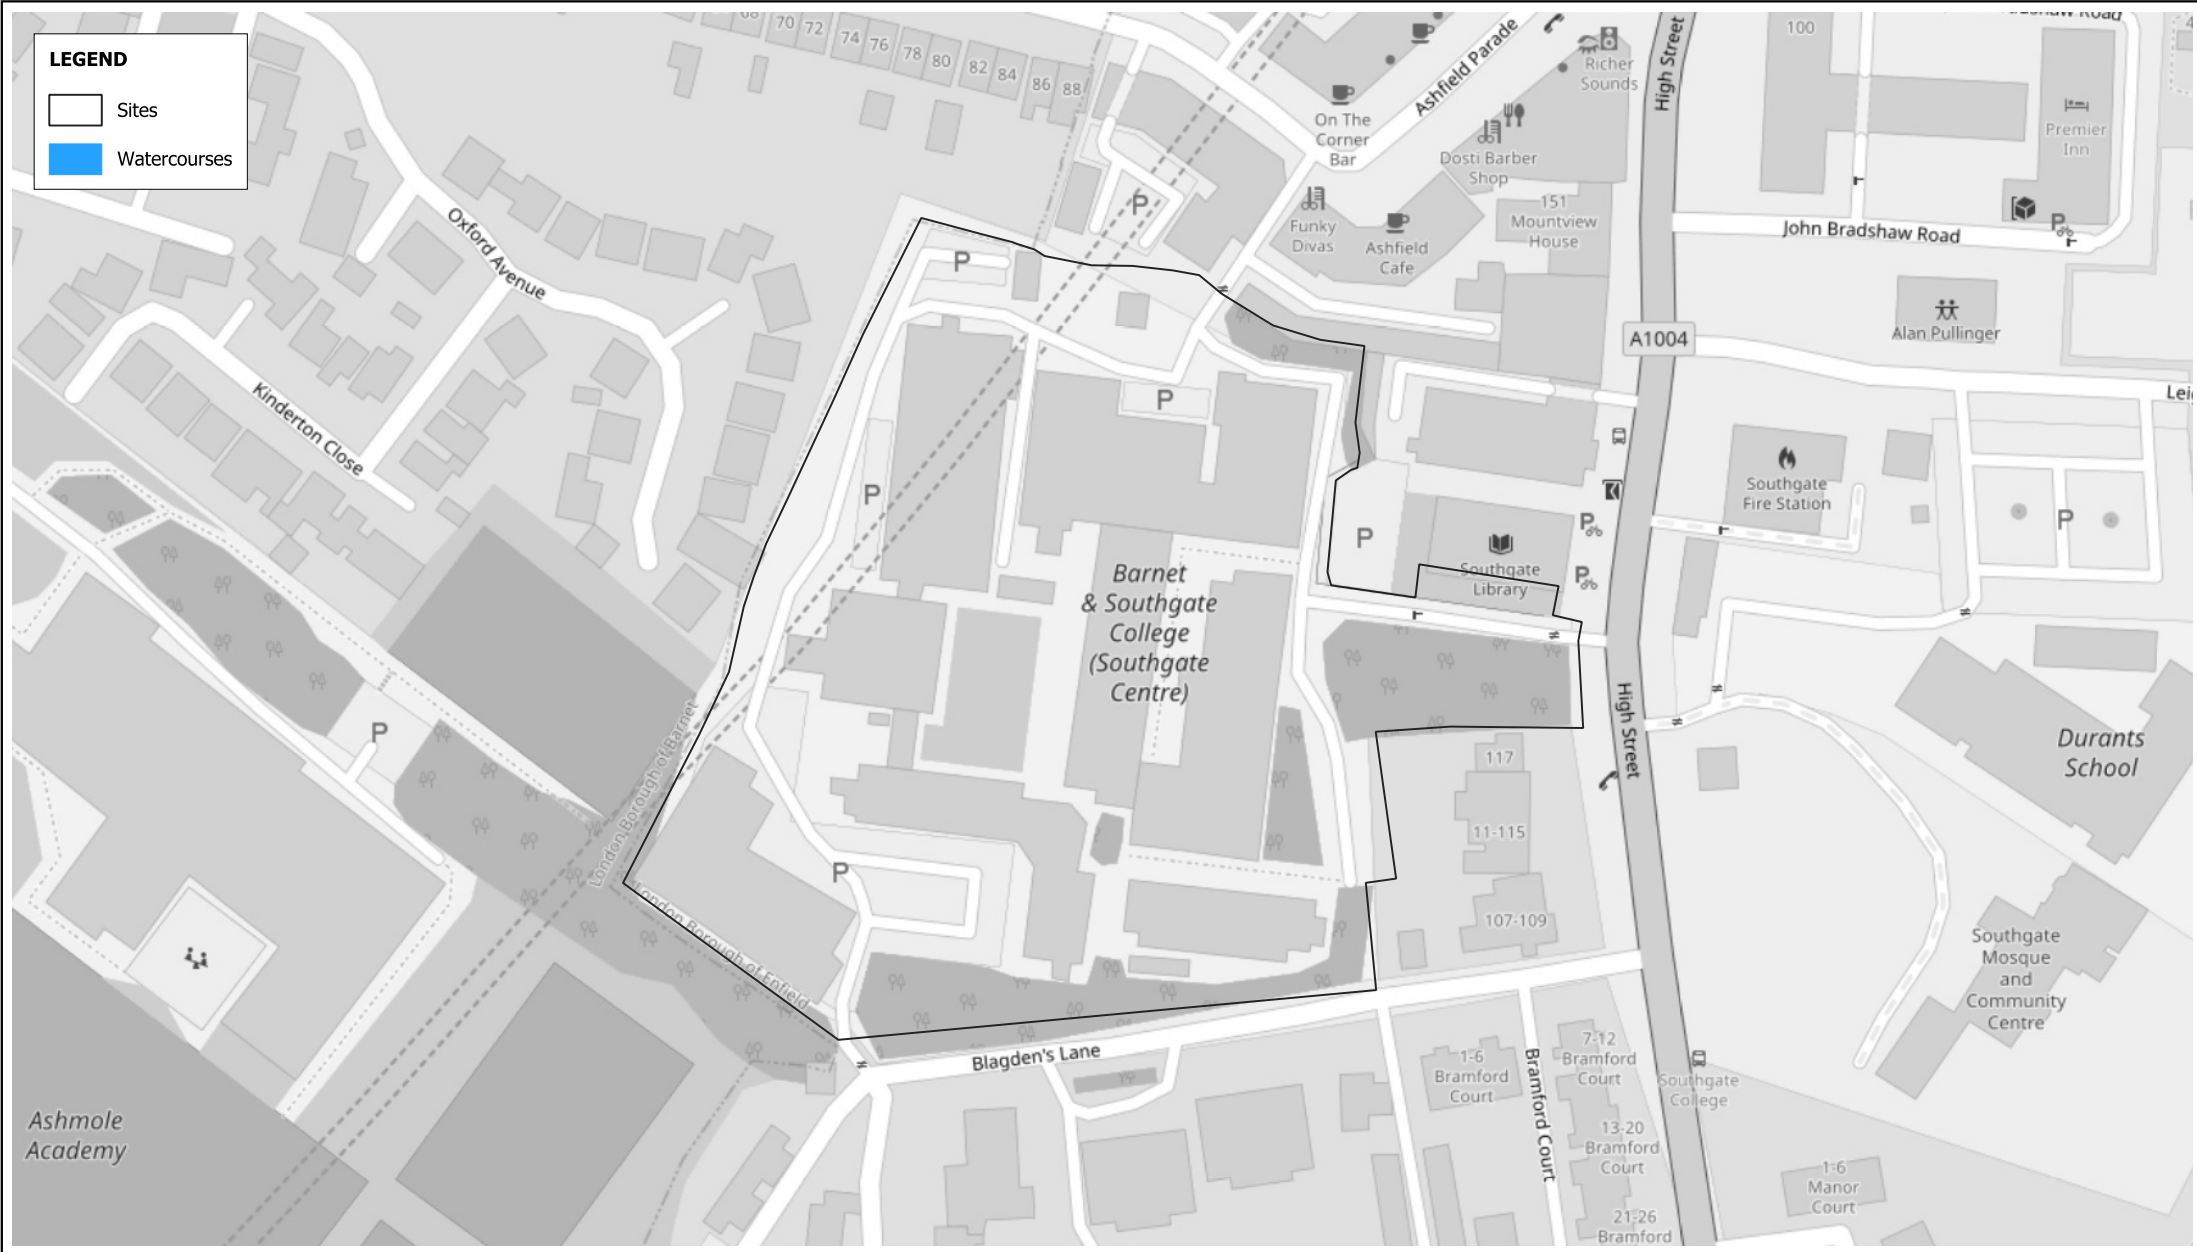 LEGEND
Sites
Watercourses
68
70
72
74
76
78
80
82
84
86
88
On The
Corner
Bar
Ashfield Parade
Richer
Sounds
Dosti Barber
Shop
Funky
Divas
Ashfield
Cafe
151
Mountview
House
High Street
100
Premier
Inn
John Bradshaw Road
P
P
P
Oxford Avenue
Kinderton Close
A1004
Alan Pullinger
P
P
P
Southgate
Fire Station
P
P
P
P
Southgate
Library
Barnet
& Southgate
College
(Southgate
Centre)
London Borough of Barnet
P
High Street
117
11-115
107-109
Durants
School
P
London Borough of Enfield
Southgate
Mosque
and
Community
Centre
Blagden's Lane
1-6
Bramford
Court
Bramford Court
7-12
Bramford
Court
Southgate
College
13-20
Bramford
Court
1-6
Manor
Court
21-26
Bramford
Ashmole
Academy